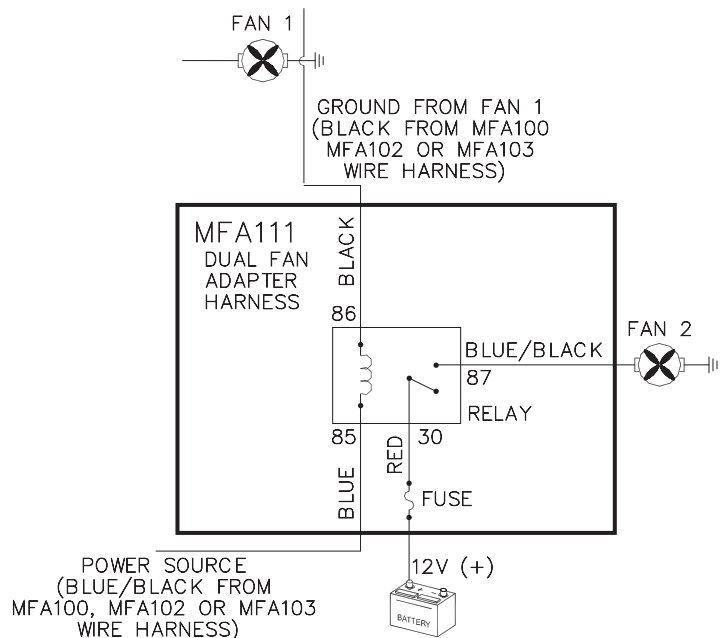 FAN 1
GROUND FROM FAN 1
(BLACK FROM MFA100
MFA102 OR MFA103
WIRE HARNESS)
MFA111
DUAL FAN
ADAPTER
HARNESS
BLACK
86
FAN 2
BLUE/BLACK
87
RELAY
85
30
RED
BLUE
FUSE
POWER SOURCE
(BLUE/BLACK FROM
MFA100, MFA102 OR MFA103
WIRE HARNESS)
12V (+)
+ -
BATTERY